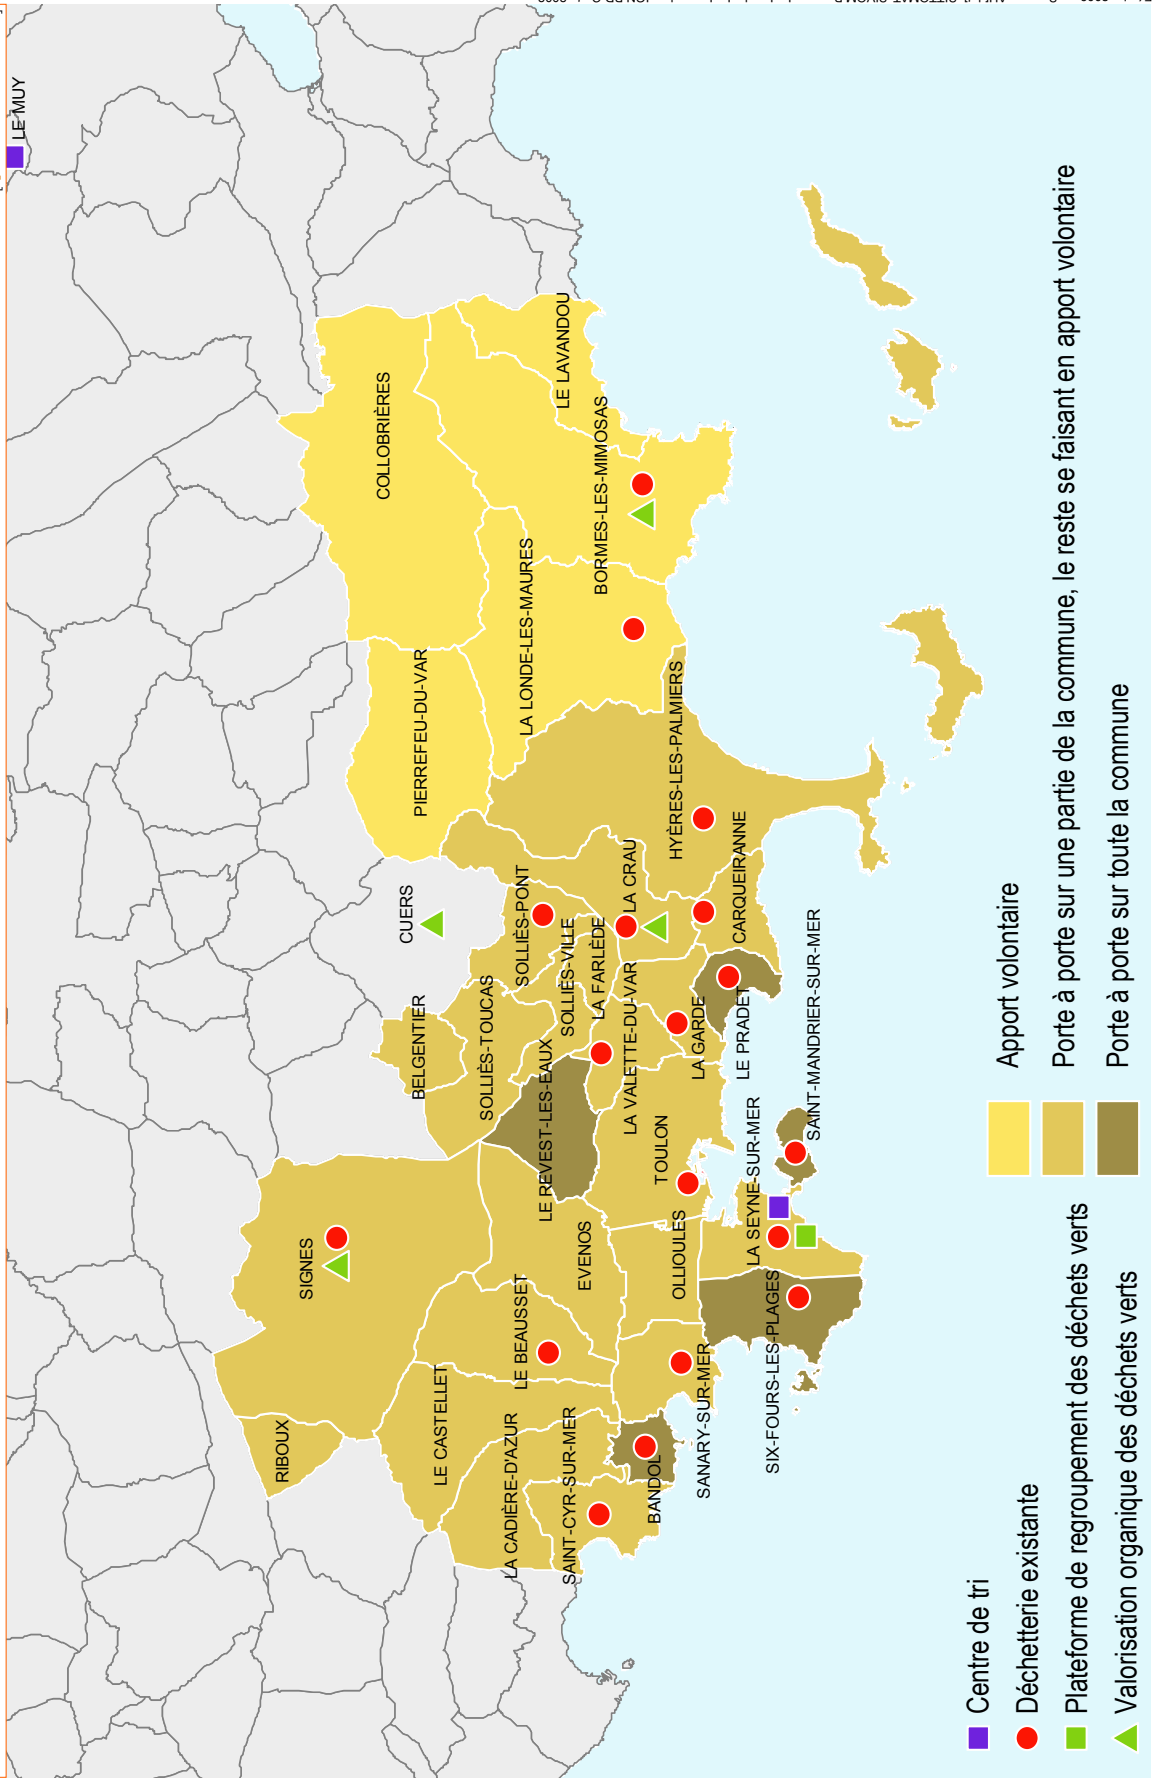 LE MUY
COLLOBRIÈRES
LE LAVANDOU
BORMES-LES-MIMOSAS
LA LONDE-LES-MAURES
PIERREFEU-DU-VAR
HYÈRES-LES-PALMIERS
CUERS
SOLLIÈS-PONT
LA CRAU
CARQUEIRANNE
SOLLIÈS-VILLE
LA FARLÈDE
SOLLIÈS-TOUCAS
BELGENTIER
LA VALETTE-DU-VAR
LA GARDE
LE PRADET
SAINT-MANDRIER-SUR-MER
LE REVEST-LES-EAUX
TOULON
LA SEYNE-SUR-MER
SIGNES
EVENOS
OLLIOULES
LE BEAUSSET
SIX-FOURS-LES-PLAGES
SANARY-SUR-MER
LE CASTELLET
RIBOUX
LA CADIÈRE-D'AZUR
SAINT-CYR-SUR-MER
BANDOL
Centre de tri
Déchetterie existante
Plateforme de regroupement des déchets verts
Valorisation organique des déchets verts
Apport volontaire
Porte à porte sur une partie de la commune, le reste se faisant en apport volontaire
Porte à porte sur toute la commune